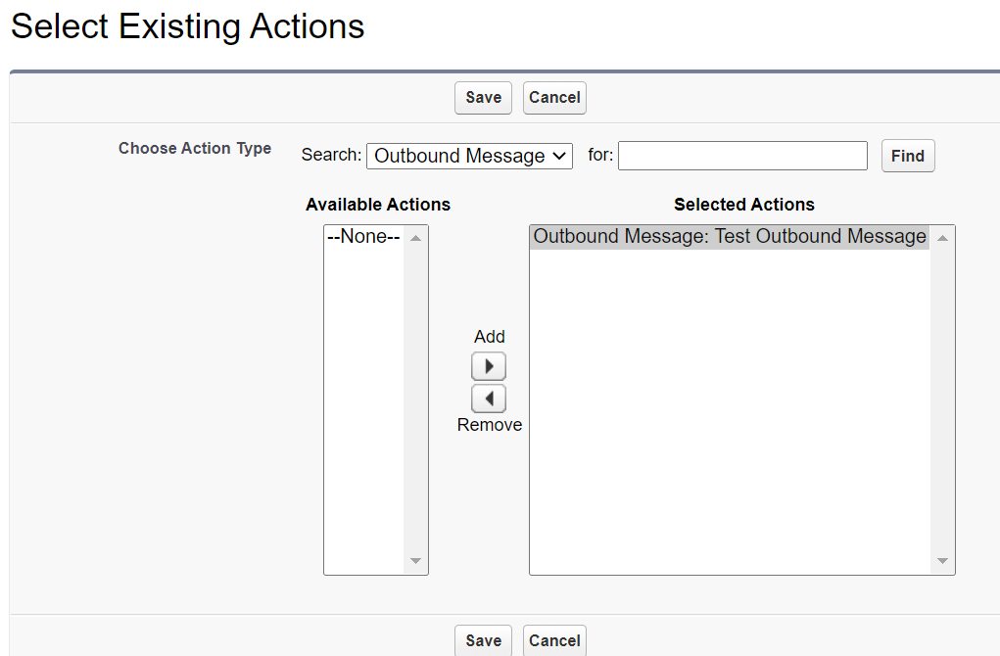 Select Existing Actions
Save Cancel
Choose Action Type Search: Outbound Message for: Find
Available Actions Selected Actions
--None-- Outbound Message: Test Outbound Message
Add
Remove
Save Cancel